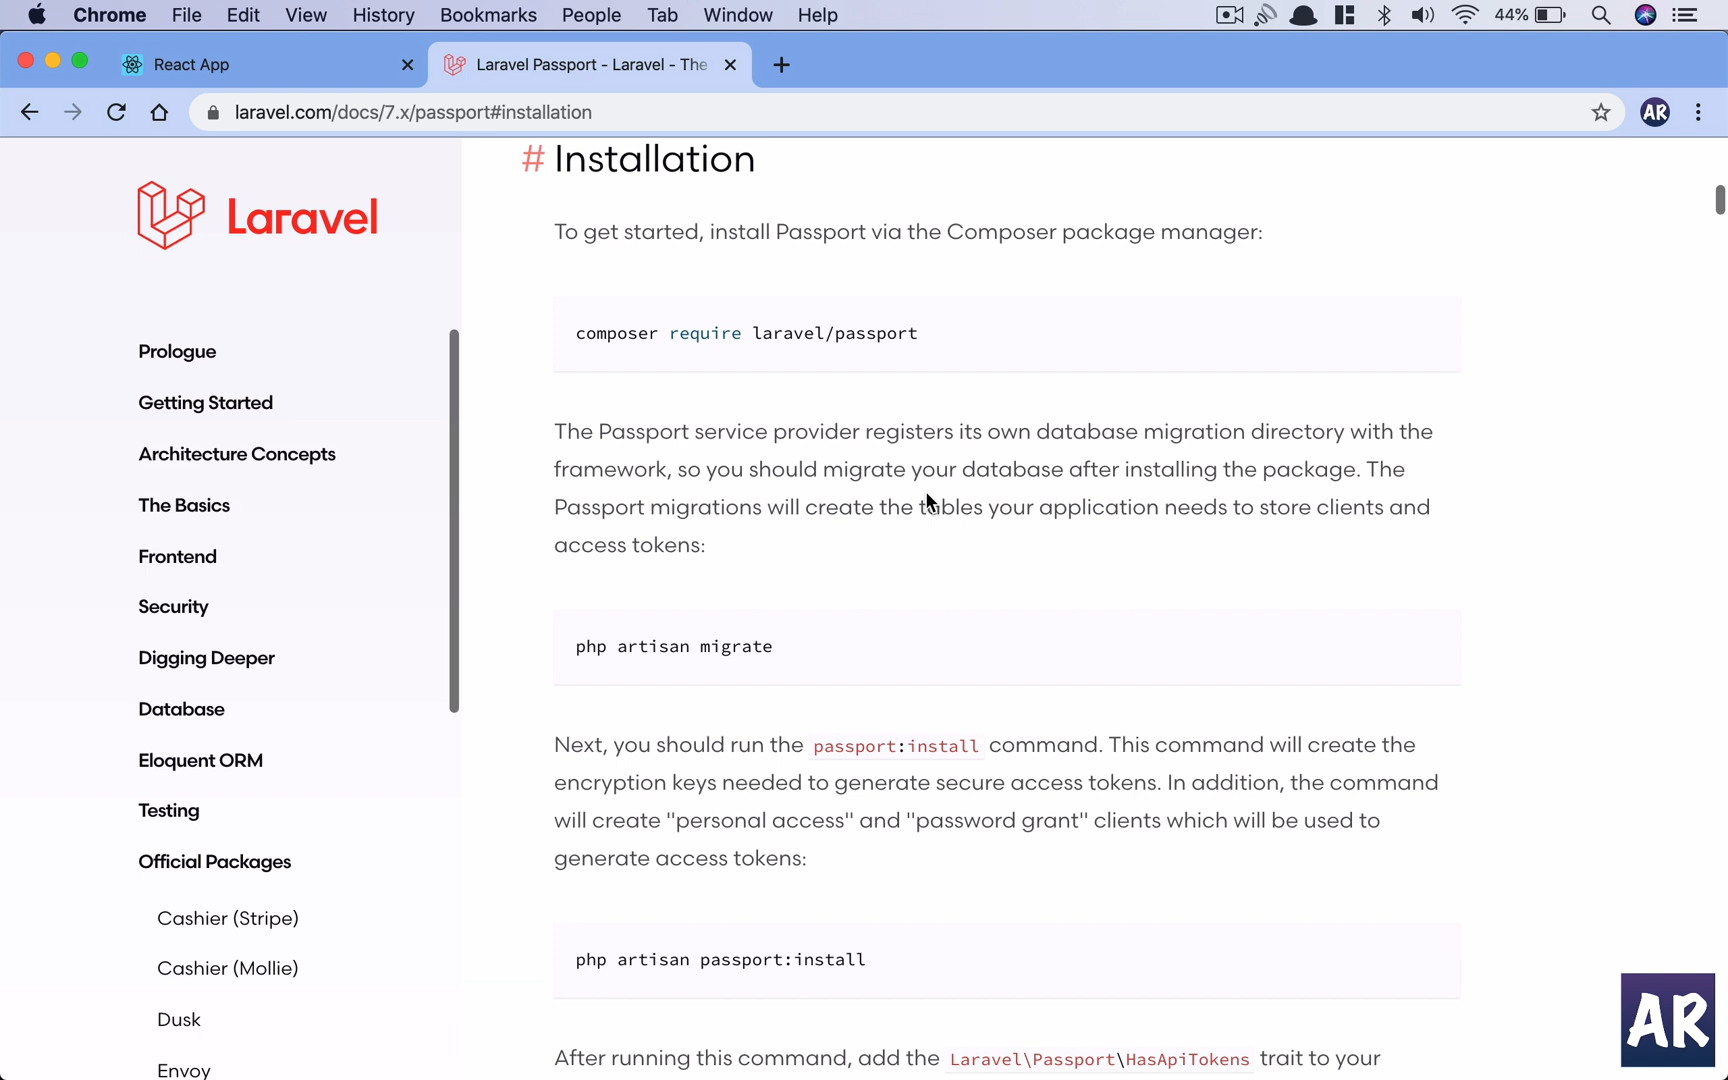 Chrome File Edit View History Bookmarks People Tab Window Help 44%
React App
Laravel Passport - Laravel - The
laravel.com/docs/7.x/passport#installation
AR
Laravel
Prologue
Getting Started
Architecture Concepts
The Basics
Frontend
Security
Digging Deeper
Database
Eloquent ORM
Testing
Official Packages
Cashier (Stripe)
Cashier (Mollie)
Dusk
Envoy
# Installation
To get started, install Passport via the Composer package manager:
composer require laravel/passport
The Passport service provider registers its own database migration directory with the
framework, so you should migrate your database after installing the package. The
Passport migrations will create the tables your application needs to store clients and
access tokens:
php artisan migrate
Next, you should run the passport:install command. This command will create the
encryption keys needed to generate secure access tokens. In addition, the command
will create "personal access" and "password grant" clients which will be used to
generate access tokens:
php artisan passport:install
After running this command, add the Laravel\Passport\HasApiTokens trait to your
AR